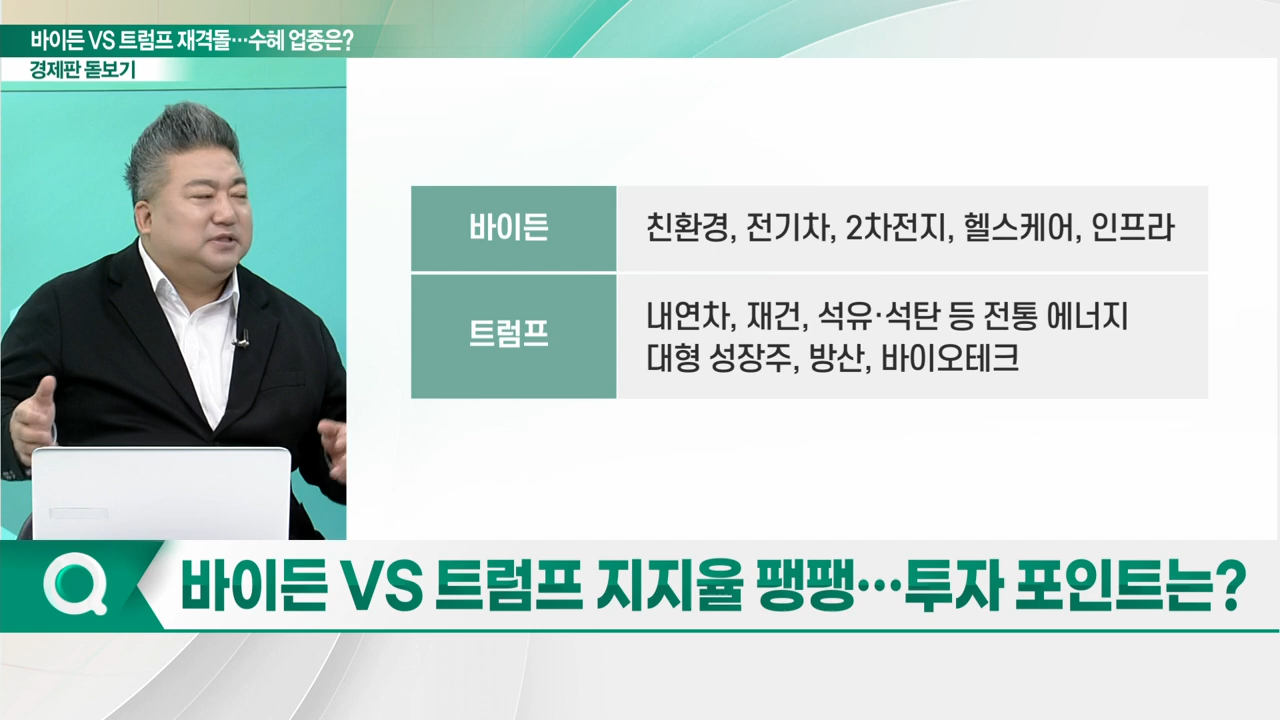 바이든 VS 트럼프 재격돌…수혜 업종은?
경제판 돋보기
바이든
친환경, 전기차, 2차전지, 헬스케어, 인프라
트럼프
내연차, 재건, 석유·석탄 등 전통 에너지
대형 성장주, 방산, 바이오테크
바이든 VS 트럼프 지지율 팽팽…투자 포인트는?